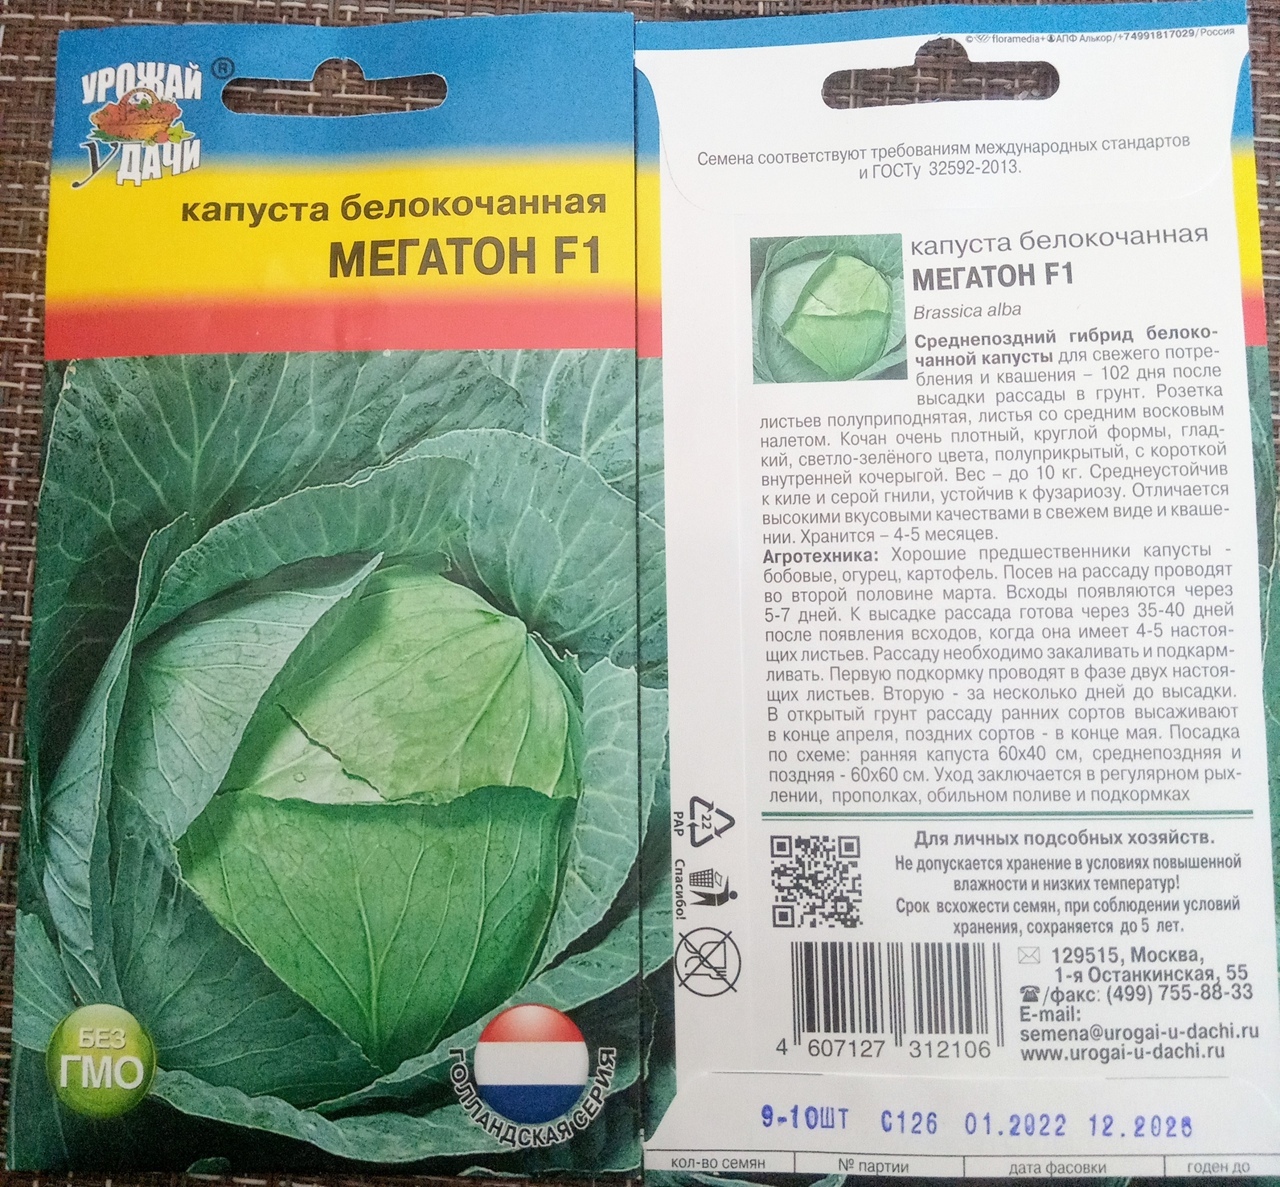 УРОЖАЙ ®
уДАЧИ
капуста белокочанная
МЕГАТОН F1
БЕЗ
ГМО
ГОЛЛАНДСКАЯ СЕРИЯ
© floramedia+ АПФ Алькор/+74991817029/Россия
Семена соответствуют требованиям международных стандартов
и ГОСТу 32592-2013.
капуста белокочанная
МЕГАТОН F1
Brassica alba
Среднепоздний гибрид белоко-
чанной капусты для свежего потре-
бления и квашения – 102 дня после
высадки рассады в грунт. Розетка
листьев полуприподнятая, листья со средним восковым
налетом. Кочан очень плотный, круглой формы, глад-
кий, светло-зелёного цвета, полуприкрытый, с короткой
внутренней кочерыгой. Вес – до 10 кг. Среднеустойчив
к киле и серой гнили, устойчив к фузариозу. Отличается
высокими вкусовыми качествами в свежем виде и кваше-
нии. Хранится – 4-5 месяцев.
Агротехника: Хорошие предшественники капусты -
бобовые, огурец, картофель. Посев на рассаду проводят
во второй половине марта. Всходы появляются через
5-7 дней. К высадке рассада готова через 35-40 дней
после появления всходов, когда она имеет 4-5 настоя-
щих листьев. Рассаду необходимо закаливать и подкарм-
ливать. Первую подкормку проводят в фазе двух настоя-
щих листьев. Вторую - за несколько дней до высадки.
В открытый грунт рассаду ранних сортов высаживают
в конце апреля, поздних сортов - в конце мая. Посадка
по схеме: ранняя капуста 60х40 см, среднепоздняя и
поздняя - 60х60 см. Уход заключается в регулярном рых-
лении, прополках, обильном поливе и подкормках
22
PAP
Спасибо!
Для личных подсобных хозяйств.
Не допускается хранение в условиях повышенной
влажности и низких температур!
Срок всхожести семян, при соблюдении условий
хранения, сохраняется до 5 лет.
129515, Москва,
1-я Останкинская, 55
/факс: (499) 755-88-33
E-mail:
semena@urogai-u-dachi.ru
www.urogai-u-dachi.ru
4 607127 312106
9-10ШТ С126 01.2022 12.2026
кол-во семян № партии дата фасовки годен до